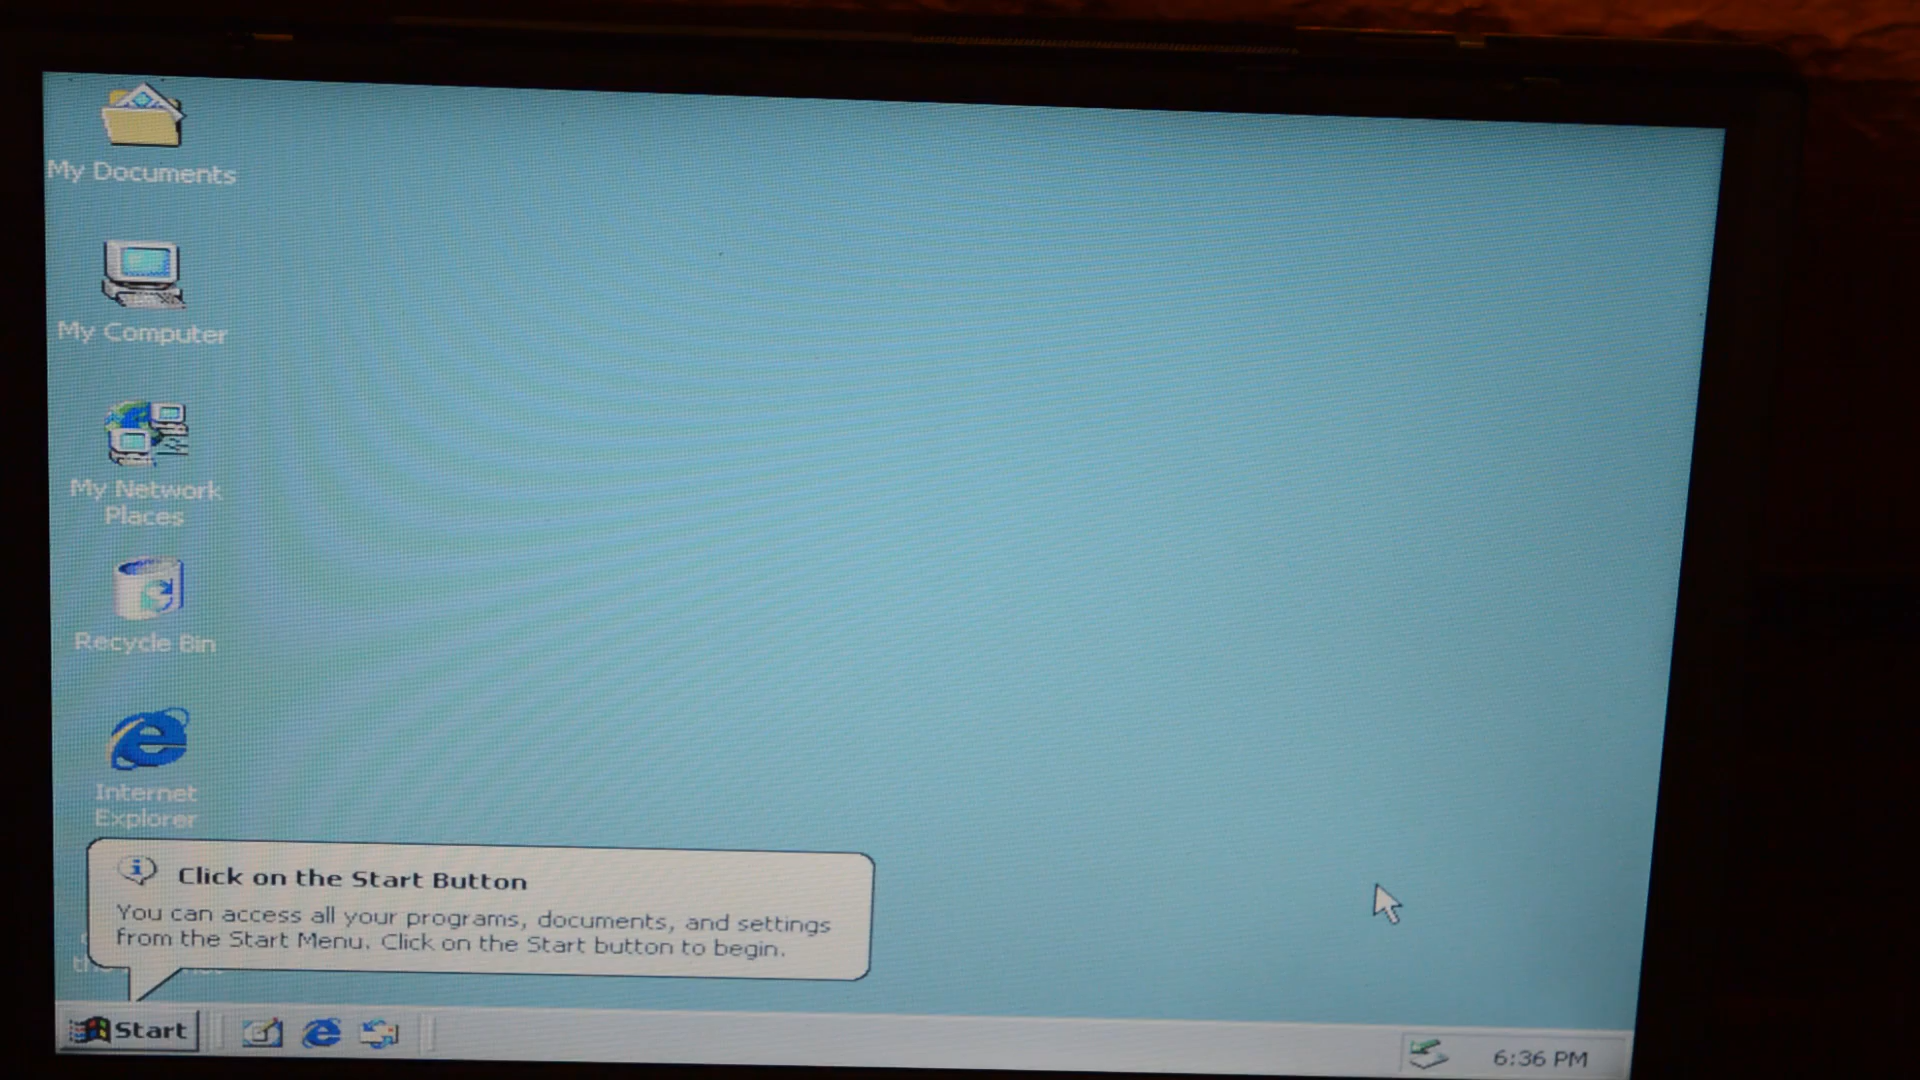 My Documents
My Computer
My Network
Places
Recycle Bin
Internet
Explorer
Click on the Start Button
You can access all your programs, documents, and settings
from the Start Menu. Click on the Start button to begin.
Start
6:36 PM